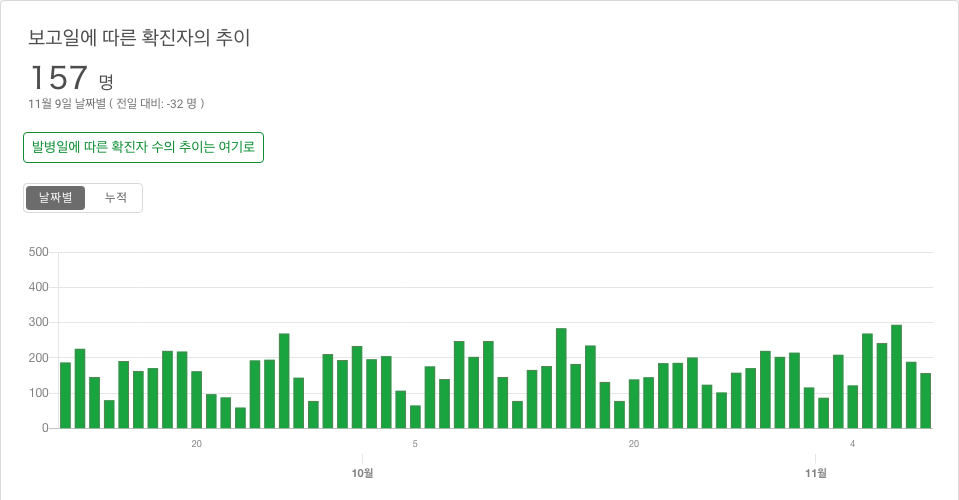 보고일에 따른 확진자의 추이
157 명
11월 9일 날짜별 ( 전일 대비: -32 명 )
발병일에 따른 확진자 수의 추이는 여기로
날짜별 누적
500
400
300
200
100
0
20 5 20 4
10월 11월